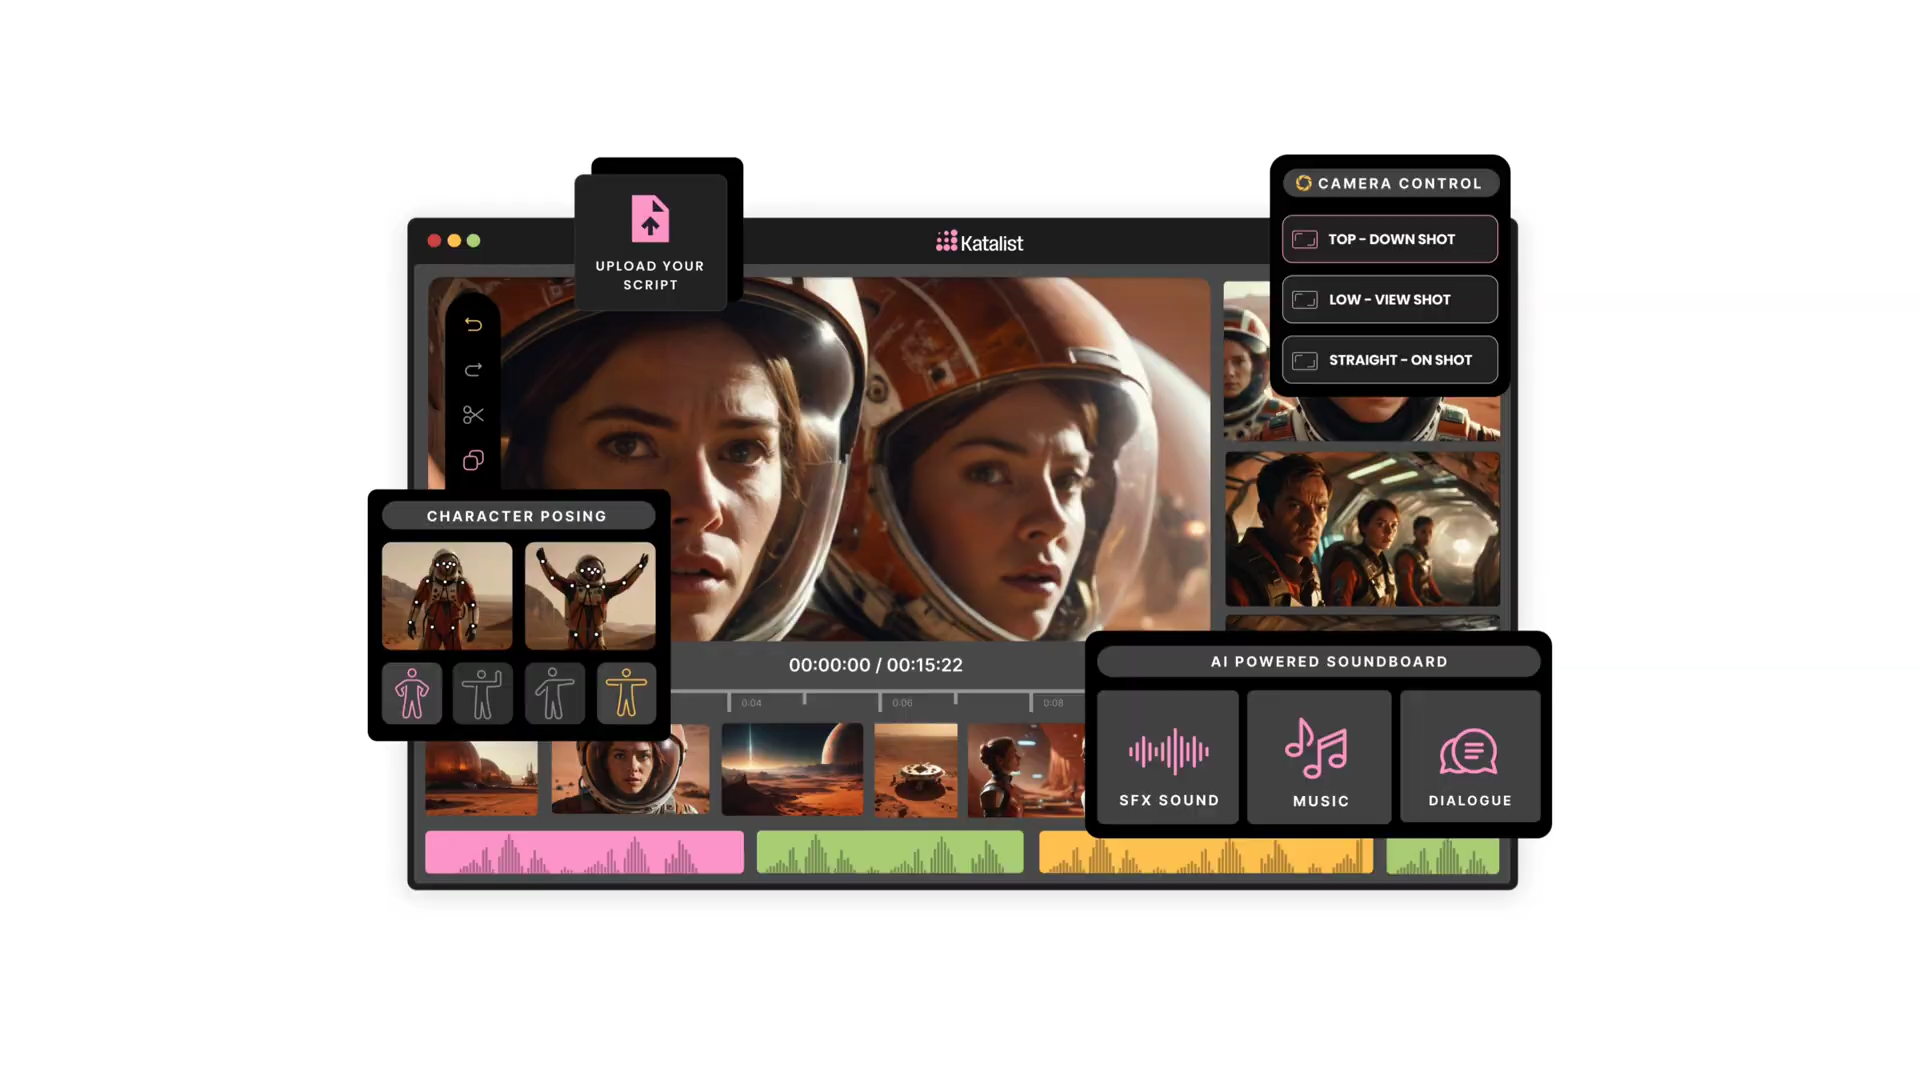 UPLOAD YOUR
SCRIPT
Katalist
CAMERA CONTROL
TOP - DOWN SHOT
LOW - VIEW SHOT
STRAIGHT - ON SHOT
CHARACTER POSING
00:00:00 / 00:15:22
0:04
0:06
0:08
AI POWERED SOUNDBOARD
SFX SOUND
MUSIC
DIALOGUE